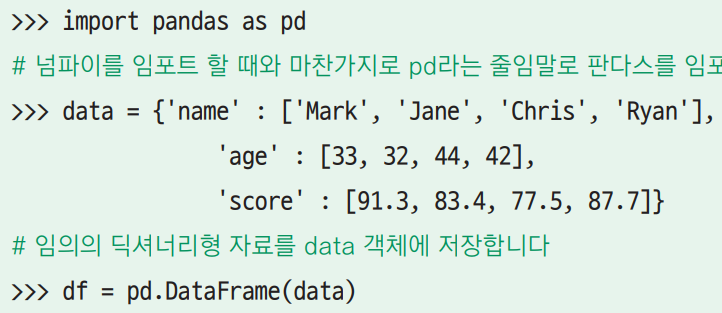 >>> import pandas as pd
# 넘파이를 임포트 할 때와 마찬가지로 pd라는 줄임말로 판다스를
>>> data = {'name' : ['Mark', 'Jane', 'Chris', 'Ryan'],
'age' : [33, 32, 44, 42],
'score' : [91.3, 83.4, 77.5, 87.7]}
# 임의의 딕셔너리형 자료를 data 객체에 저장합니다
>>> df = pd.DataFrame(data)